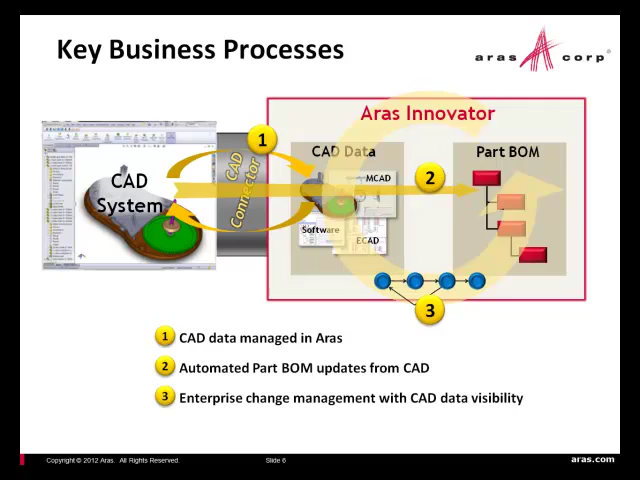 Key Business Processes
aras corp
Aras Innovator
1
CAD Data
Part BOM
CAD
System
CAD
Connector
MCAD
2
Software
ECAD
3
1 CAD data managed in Aras
2 Automated Part BOM updates from CAD
3 Enterprise change management with CAD data visibility
Copyright © 2012 Aras. All Rights Reserved.
Slide 6
aras.com